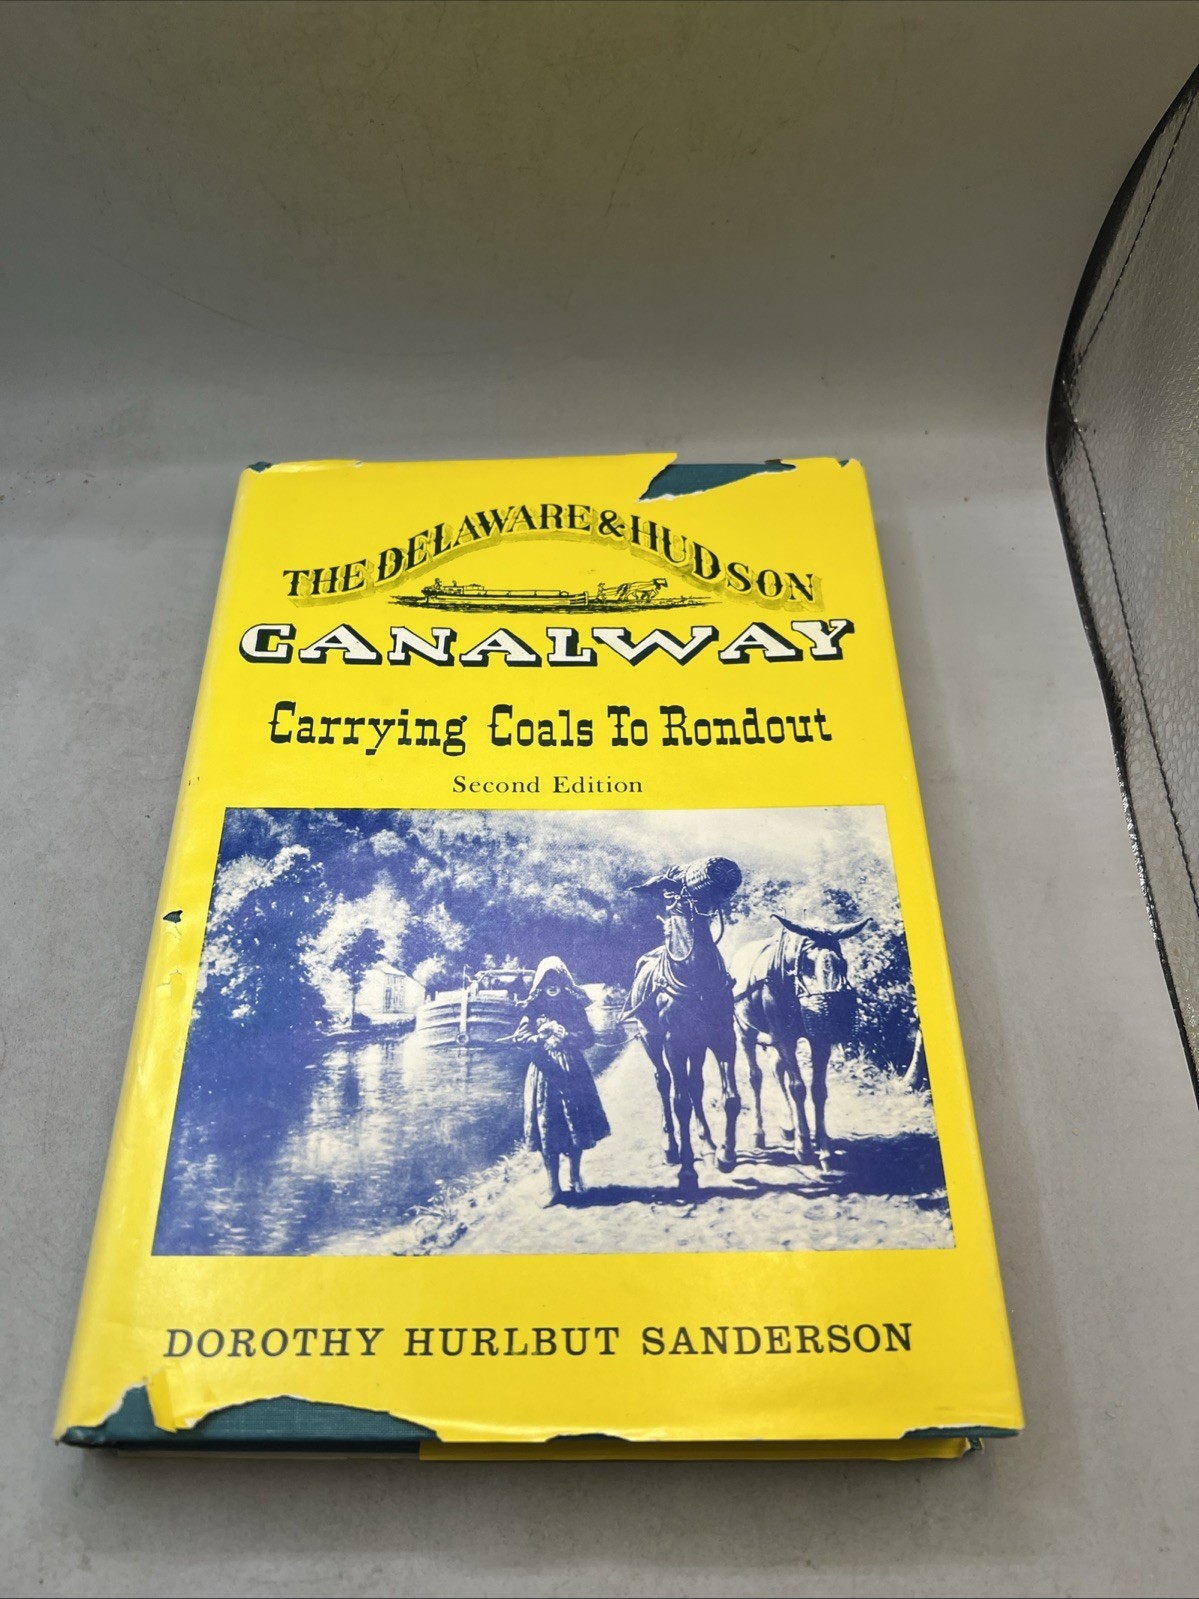 THE DELAWARE & HUDSON
CANALWAY
Carrying Coals To Rondout
Second Edition
DOROTHY HURLBUT SANDERSON